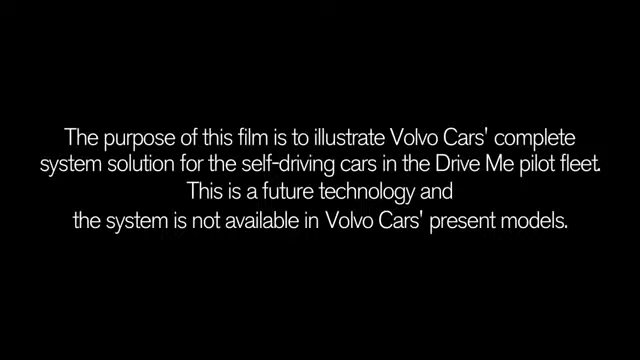 The purpose of this film is to illustrate Volvo Cars' complete
system solution for the self-driving cars in the Drive Me pilot fleet.
This is a future technology and
the system is not available in Volvo Cars' present models.